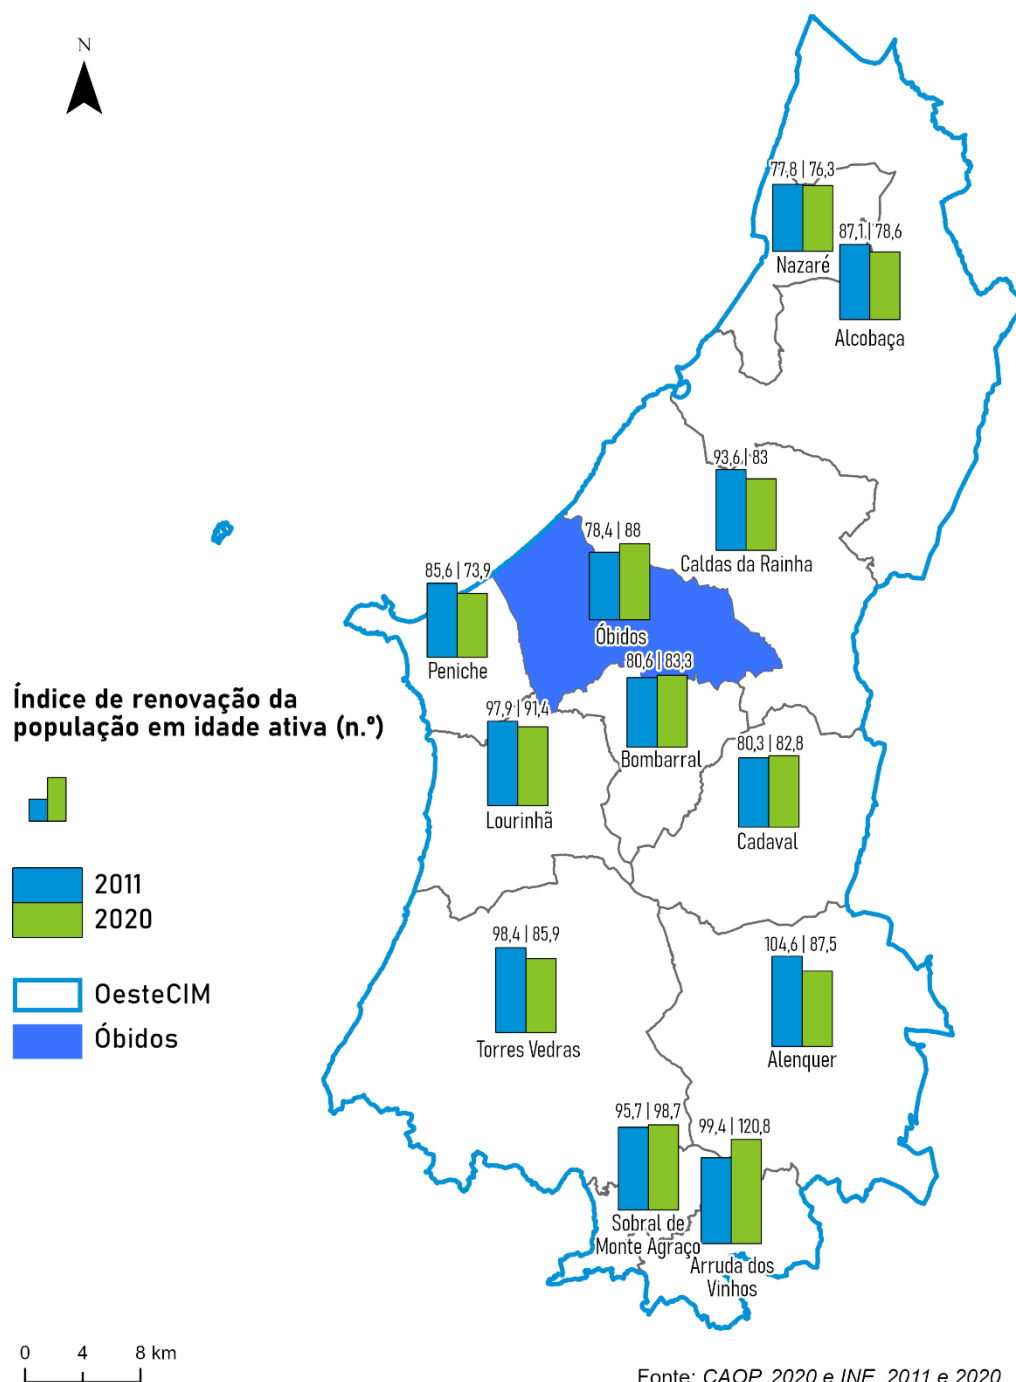 N
77,8 | 76,3
Nazaré
87,1 | 78,6
Alcobaça
93,6 | 83
Caldas da Rainha
78,4 | 88
Óbidos
85,6 | 73,9
Peniche
80,6 | 83,3
Bombarral
97,9 | 91,4
Lourinhã
80,3 | 82,8
Cadaval
Índice de renovação da
população em idade ativa (n.º)
2011
2020
OesteCIM
Óbidos
98,4 | 85,9
Torres Vedras
104,6 | 87,5
Alenquer
95,7 | 98,7
Sobral de
Monte Agraço
99,4 | 120,8
Arruda dos
Vinhos
0 4 8 km
Fonte: CAOP, 2020 e INE, 2011 e 2020